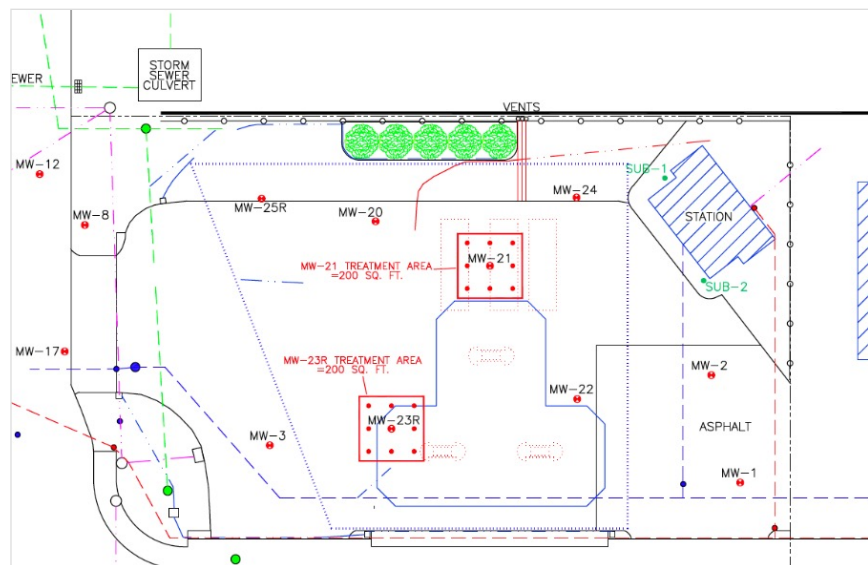 STORM
SEWER
CULVERT
EWER
VENTS
MW-12
SUB-1
MW-24
MW-25R
MW-20
MW-8
STATION
MW-21
MW-21 TREATMENT AREA
=200 SQ. FT.
SUB-2
MW-17
MW-23R TREATMENT AREA
=200 SQ. FT.
MW-2
MW-22
MW-23R
ASPHALT
MW-3
MW-1